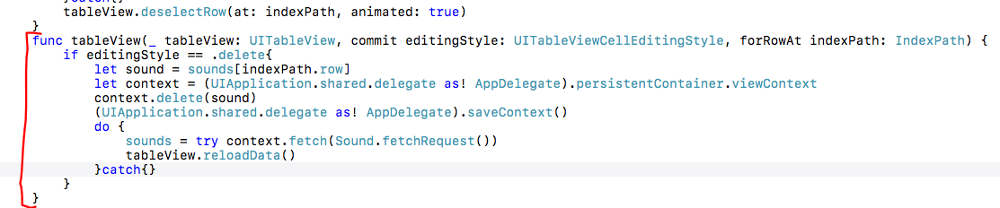 }catch{}
tableView.deselectRow(at: indexPath, animated: true)
}
func tableView(_ tableView: UITableView, commit editingStyle: UITableViewCellEditingStyle, forRowAt indexPath: IndexPath) {
if editingStyle == .delete{
let sound = sounds[indexPath.row]
let context = (UIApplication.shared.delegate as! AppDelegate).persistentContainer.viewContext
context.delete(sound)
(UIApplication.shared.delegate as! AppDelegate).saveContext()
do {
sounds = try context.fetch(Sound.fetchRequest())
tableView.reloadData()
}catch{}
}
}